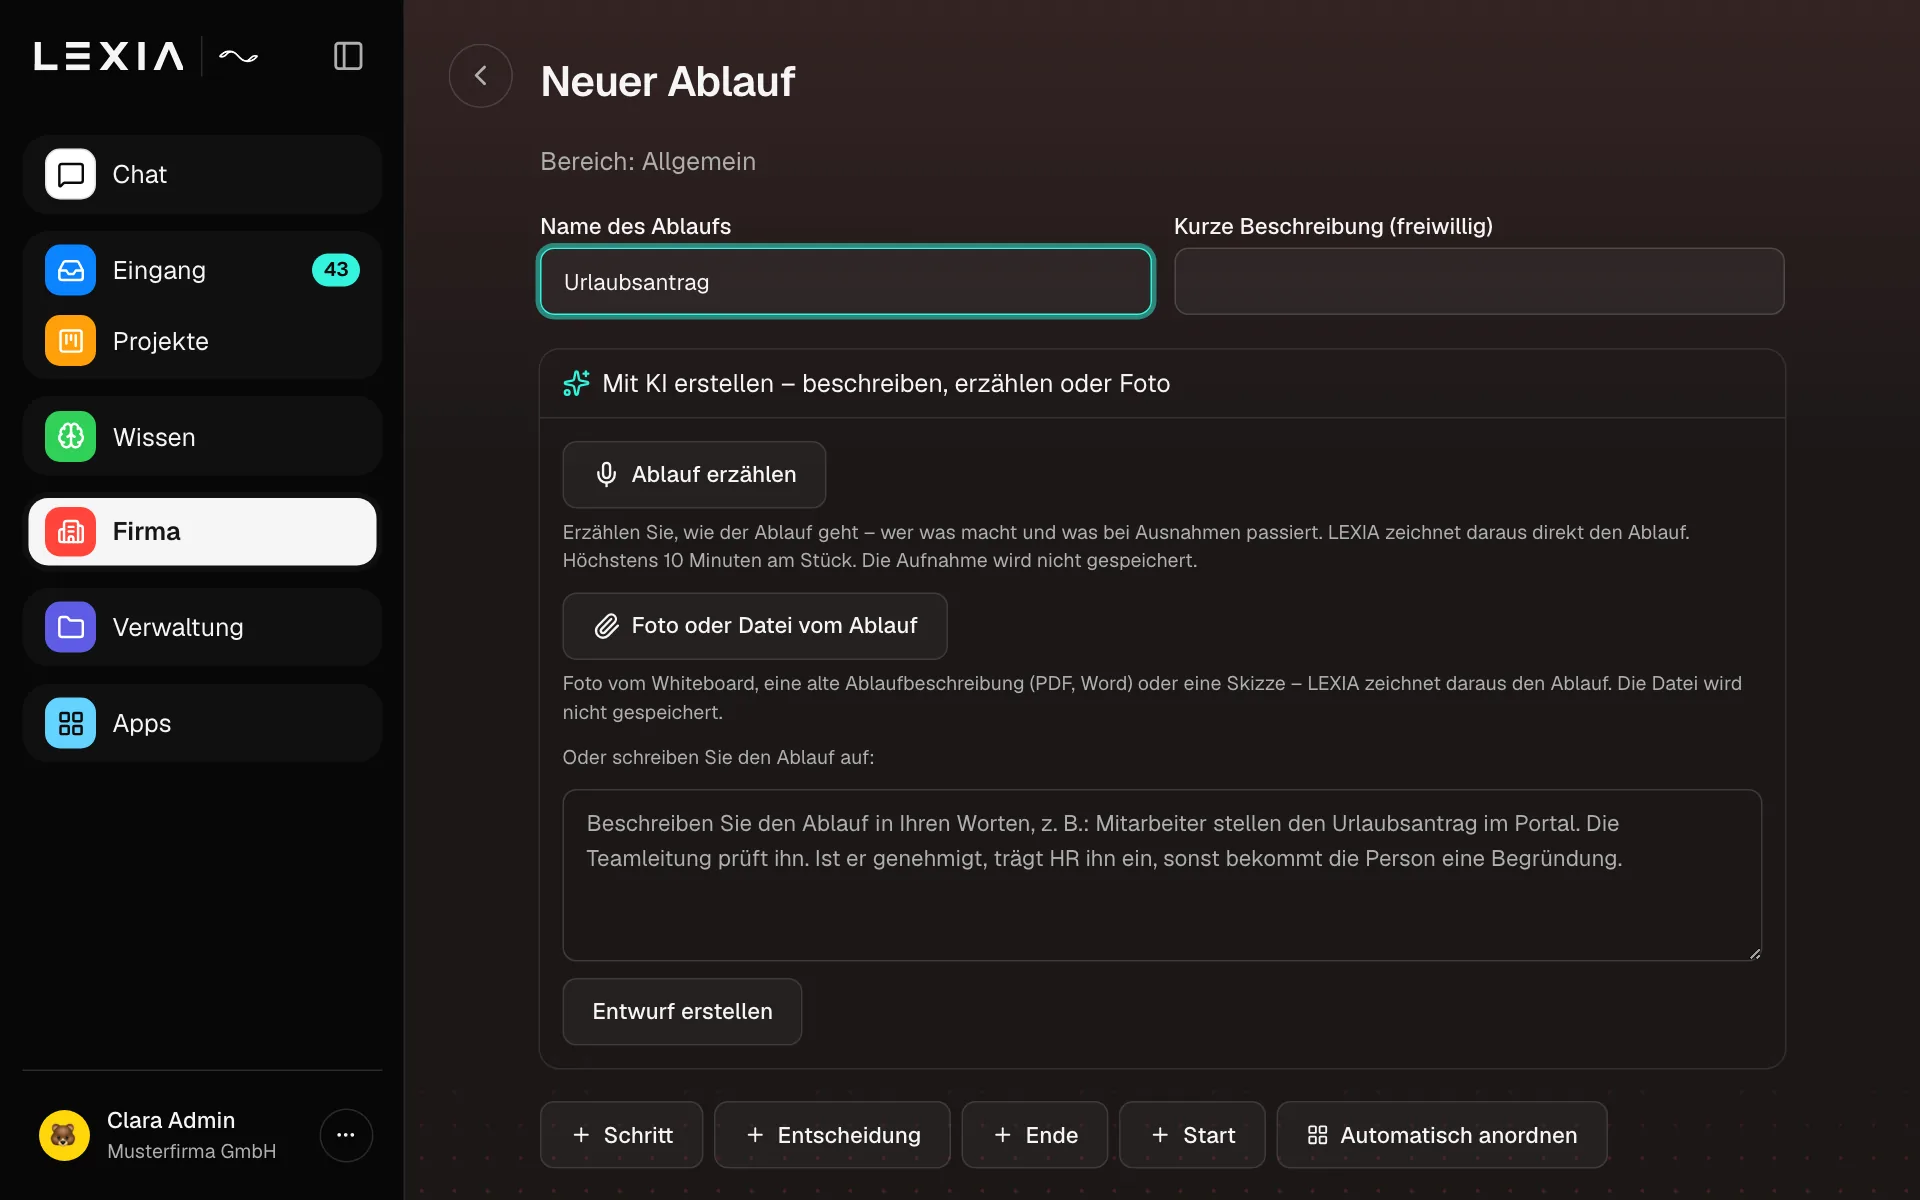 LEXIA
Chat
Eingang
43
Projekte
Wissen
Firma
Verwaltung
Apps
Clara Admin
Musterfirma GmbH
Neuer Ablauf
Bereich: Allgemein
Name des Ablaufs
Urlaubsantrag
Kurze Beschreibung (freiwillig)
Mit KI erstellen – beschreiben, erzählen oder Foto
Ablauf erzählen
Erzählen Sie, wie der Ablauf geht – wer was macht und was bei Ausnahmen passiert. LEXIA zeichnet daraus direkt den Ablauf.
Höchstens 10 Minuten am Stück. Die Aufnahme wird nicht gespeichert.
Foto oder Datei vom Ablauf
Foto vom Whiteboard, eine alte Ablaufbeschreibung (PDF, Word) oder eine Skizze – LEXIA zeichnet daraus den Ablauf. Die Datei wird
nicht gespeichert.
Oder schreiben Sie den Ablauf auf:
Beschreiben Sie den Ablauf in Ihren Worten, z. B.: Mitarbeiter stellen den Urlaubsantrag im Portal. Die
Teamleitung prüft ihn. Ist er genehmigt, trägt HR ihn ein, sonst bekommt die Person eine Begründung.
Entwurf erstellen
Schritt
Entscheidung
Ende
Start
Automatisch anordnen